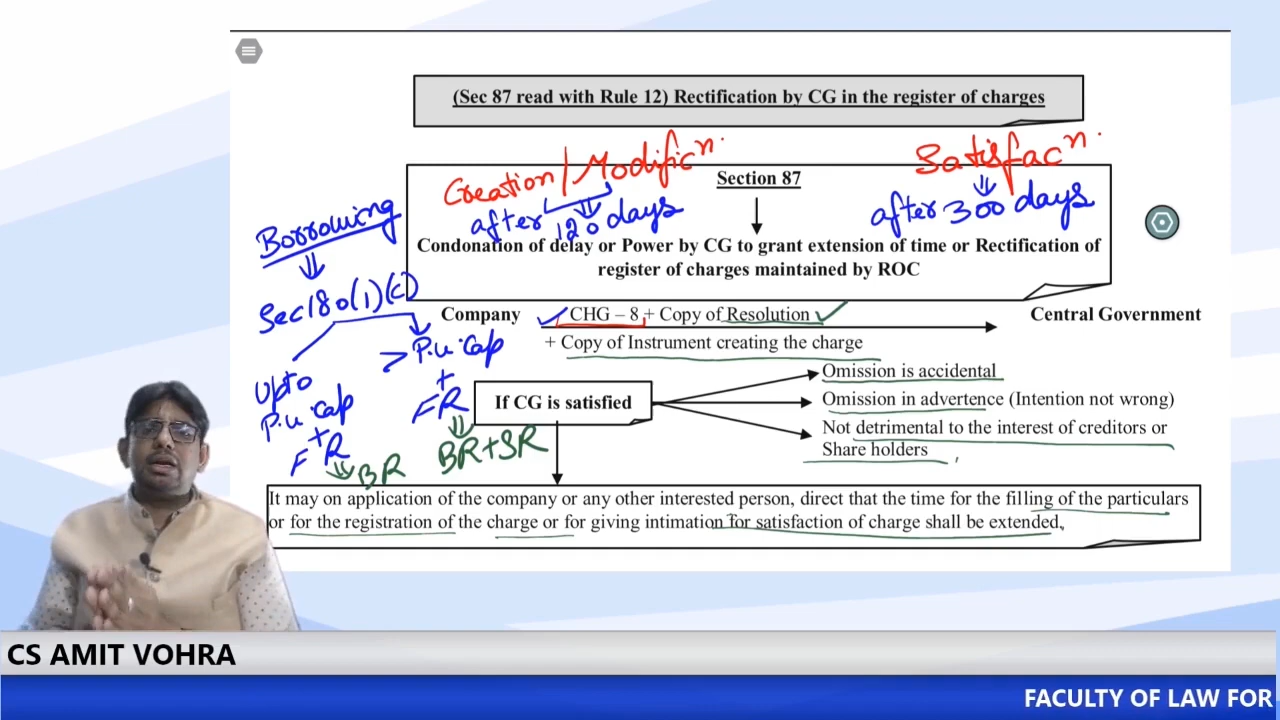 (Sec 87 read with Rule 12) Rectification by CG in the register of charges
Creation / Modificn.
after 120 days
Satisfacn.
after 300 days
Section 87
Condonation of delay or Power by CG to grant extension of time or Rectification of
register of charges maintained by ROC
Borrowing
Sec 180(1)(c)
Upto
P.u. cap
+
FR
BR
> P.u. Cap
+
FR
BR+SR
Company
CHG – 8 + Copy of Resolution
+ Copy of Instrument creating the charge
Central Government
If CG is satisfied
Omission is accidental
Omission in advertence (Intention not wrong)
Not detrimental to the interest of creditors or
Share holders
It may on application of the company or any other interested person, direct that the time for the filling of the particulars
or for the registration of the charge or for giving intimation for satisfaction of charge shall be extended.
CS AMIT VOHRA
FACULTY OF LAW FOR